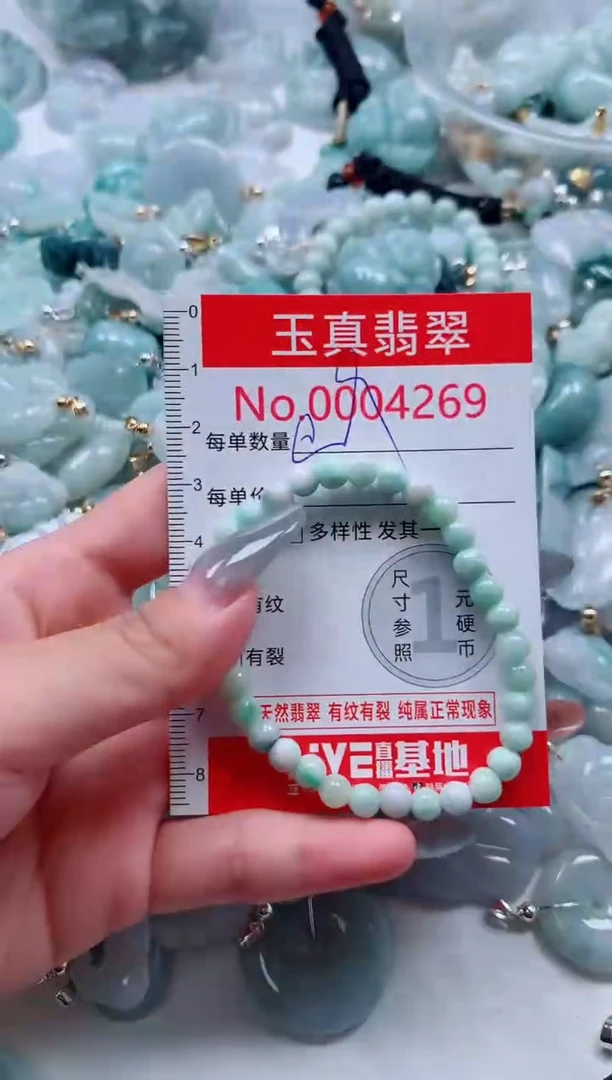 0
玉真翡翠
1
No.0004269
2
每单数量
3
每单价
4
多样性 发其一
尺寸参照
1
元硬币
有纹
有裂
7
天然翡翠 有纹有裂 纯属正常现象
8
直播基地